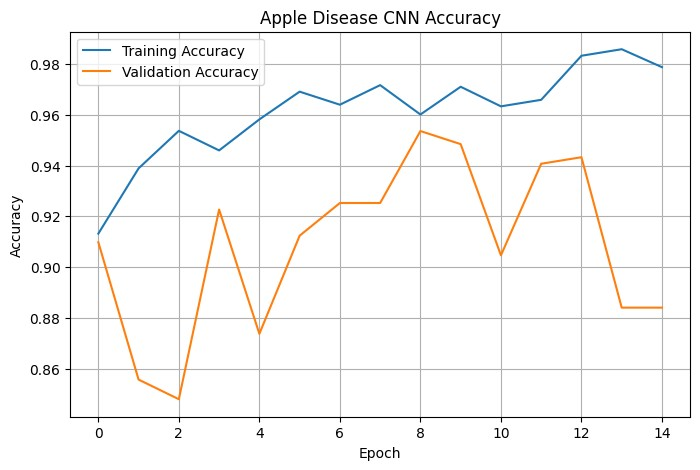 Apple Disease CNN Accuracy
Training Accuracy
Validation Accuracy
Accuracy
0.98
0.96
0.94
0.92
0.90
0.88
0.86
0 2 4 6 8 10 12 14
Epoch